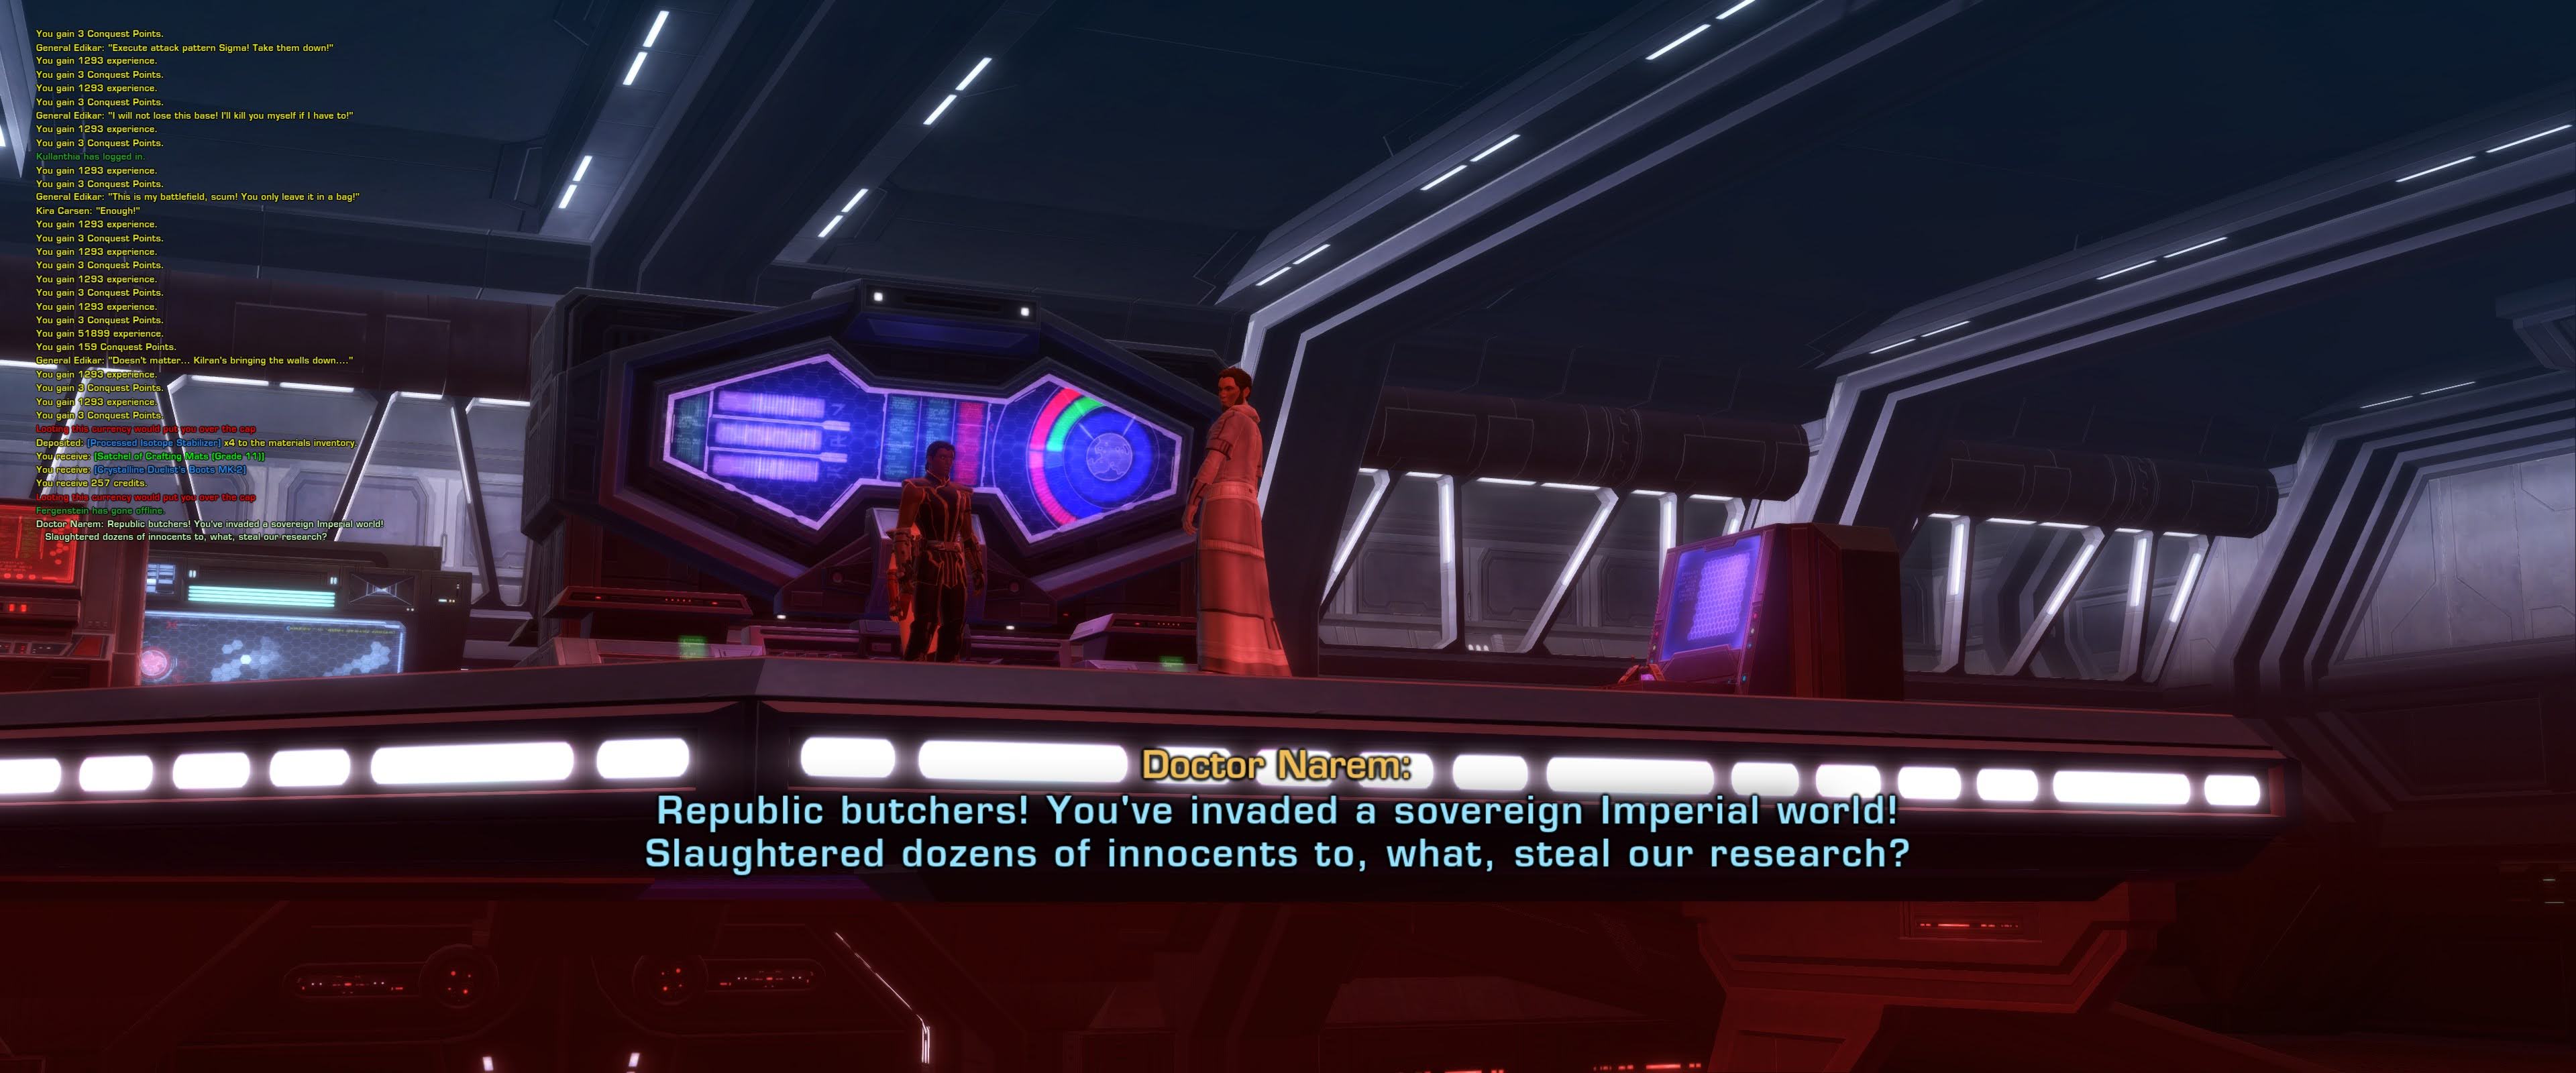 You gain 3 Conquest Points.
General Edikar: "Execute attack pattern Sigma! Take them down!"
You gain 1293 experience.
You gain 3 Conquest Points.
You gain 1293 experience.
You gain 3 Conquest Points.
General Edikar: "I will not lose this base! I'll kill you myself if I have to!"
You gain 1293 experience.
You gain 3 Conquest Points.
Kullanthia has logged in.
You gain 1293 experience.
You gain 3 Conquest Points.
General Edikar: "This is my battlefield, scum! You only leave it in a bag!"
Kira Carsen: "Enough!"
You gain 1293 experience.
You gain 3 Conquest Points.
You gain 1293 experience.
You gain 3 Conquest Points.
You gain 1293 experience.
You gain 3 Conquest Points.
You gain 1293 experience.
You gain 3 Conquest Points.
You gain 51899 experience.
You gain 159 Conquest Points.
General Edikar: "Doesn't matter... Kilran's bringing the walls down...."
You gain 1293 experience.
You gain 3 Conquest Points.
You gain 1293 experience.
You gain 3 Conquest Points.
Looting this currency would put you over the cap
Deposited: [Processed Isotope Stabilizer] x4 to the materials inventory.
You receive: [Satchel of Crafting Mats (Grade 11)]
You receive: [Crystalline Duelist's Boots MK-2]
You receive 257 credits.
Looting this currency would put you over the cap
Feryenstein has gone offline.
Doctor Narem: Republic butchers! You've invaded a sovereign Imperial world!
Slaughtered dozens of innocents to, what, steal our research?
Doctor Narem:
Republic butchers! You've invaded a sovereign Imperial world!
Slaughtered dozens of innocents to, what, steal our research?